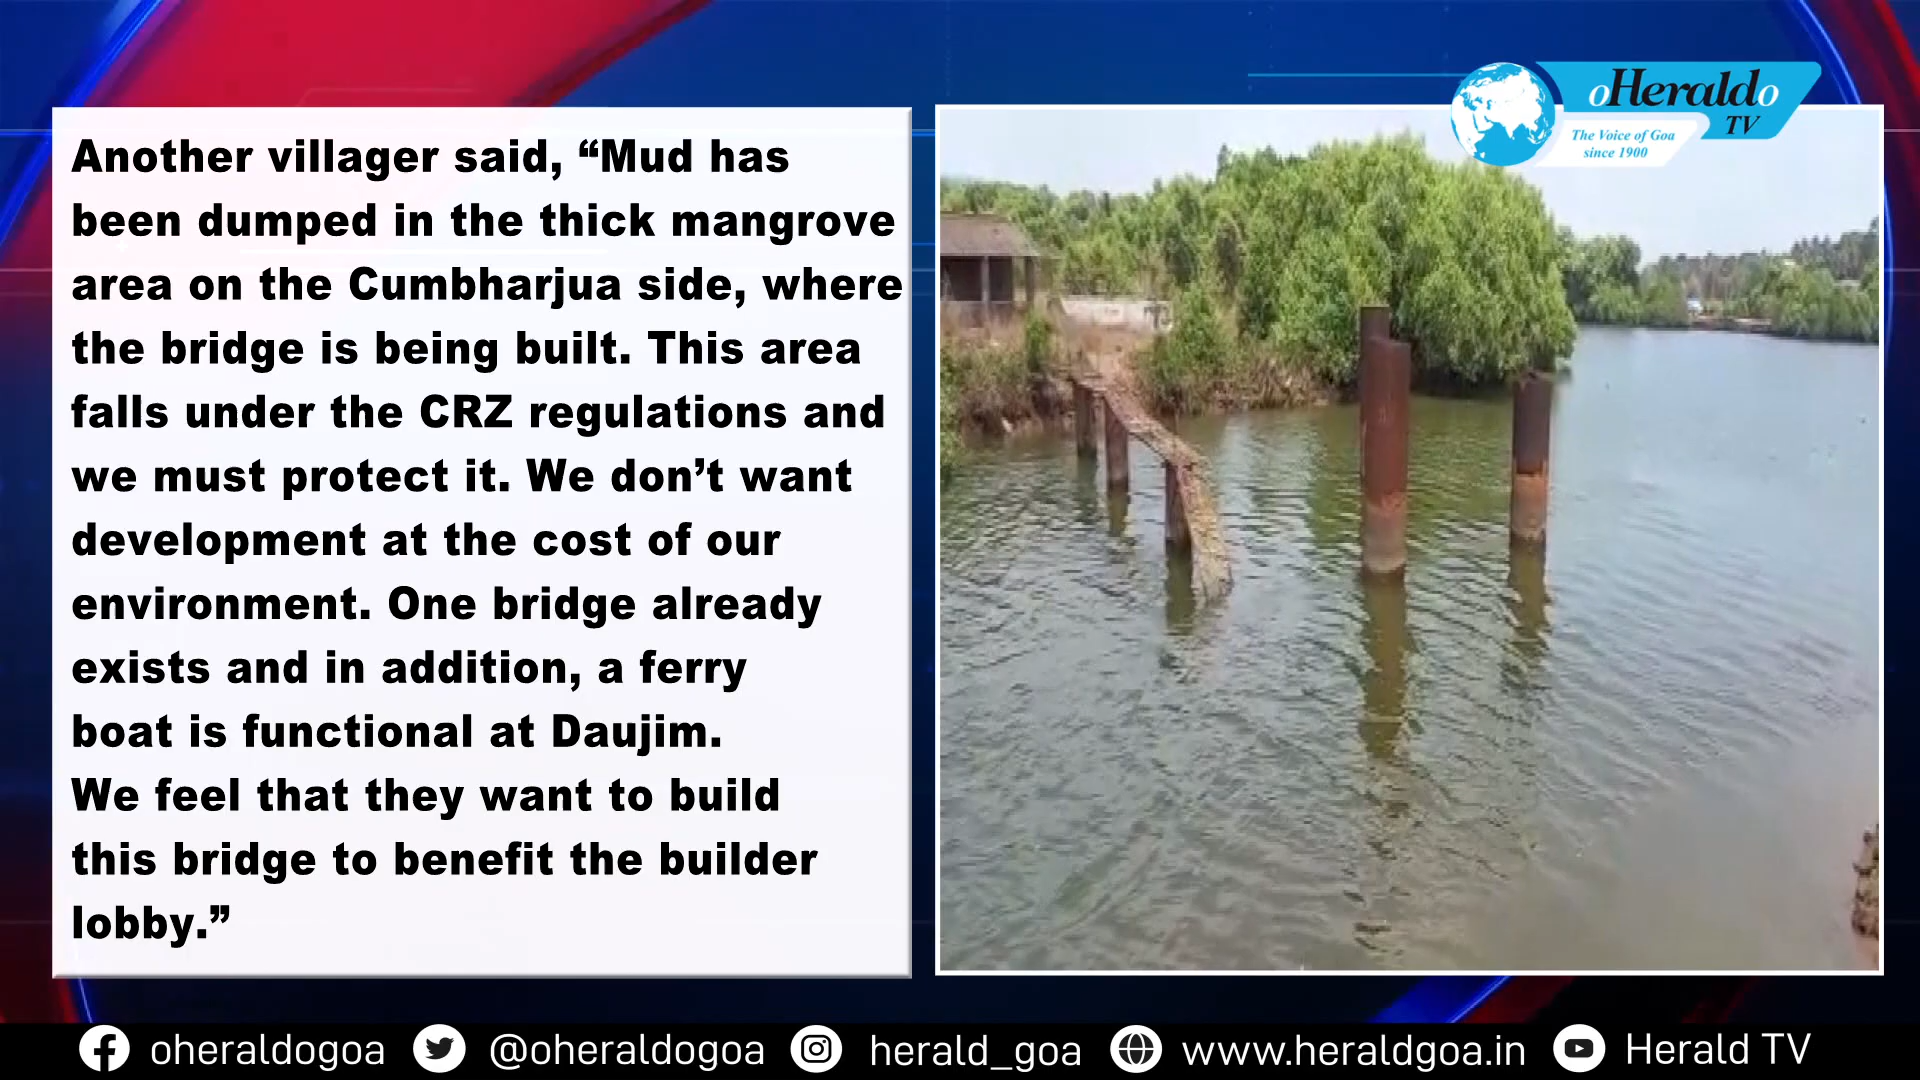 oHeraldo
TV
The Voice of Goa
since 1900
Another villager said, “Mud has
been dumped in the thick mangrove
area on the Cumbharjua side, where
the bridge is being built. This area
falls under the CRZ regulations and
we must protect it. We don’t want
development at the cost of our
environment. One bridge already
exists and in addition, a ferry
boat is functional at Daujim.
We feel that they want to build
this bridge to benefit the builder
lobby.”
oheraldogoa @oheraldogoa herald_goa www.heraldgoa.in Herald TV